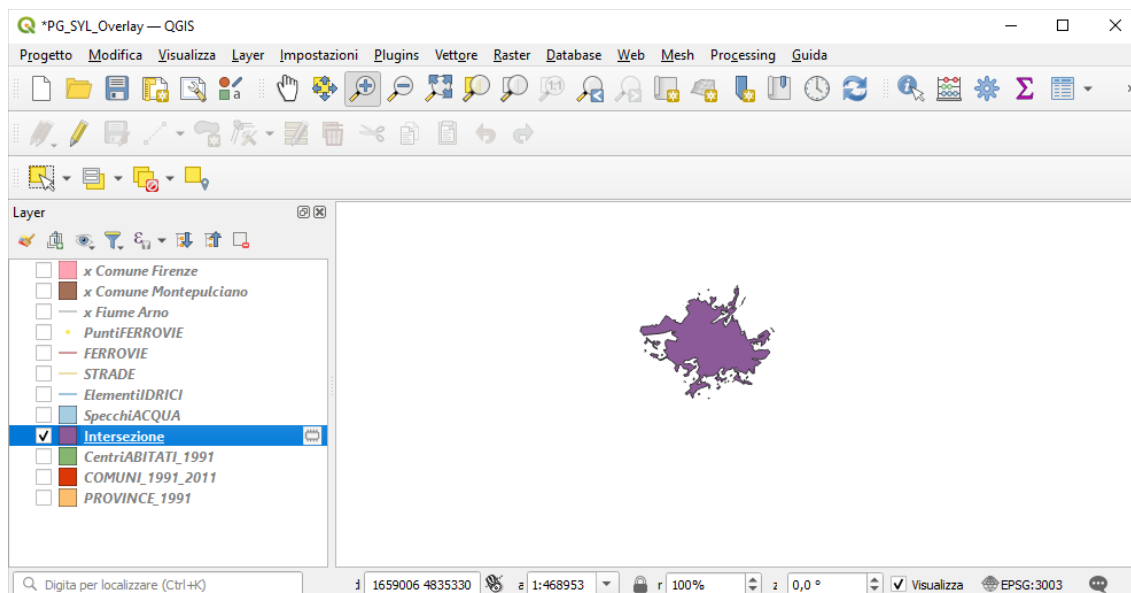 *PG_SYL_Overlay — QGIS
Progetto Modifica Visualizza Layer Impostazioni Plugins Vettore Raster Database Web Mesh Processing Guida
Layer
x Comune Firenze
x Comune Montepulciano
x Fiume Arno
PuntiFERROVIE
FERROVIE
STRADE
ElementiIDRICI
SpecchiACQUA
Intersezione
CentriABITATI_1991
COMUNI_1991_2011
PROVINCE_1991
Digita per localizzare (Ctrl+K) 1659006 4835330 a 1:468953 r 100% z 0,0 ° Visualizza EPSG:3003